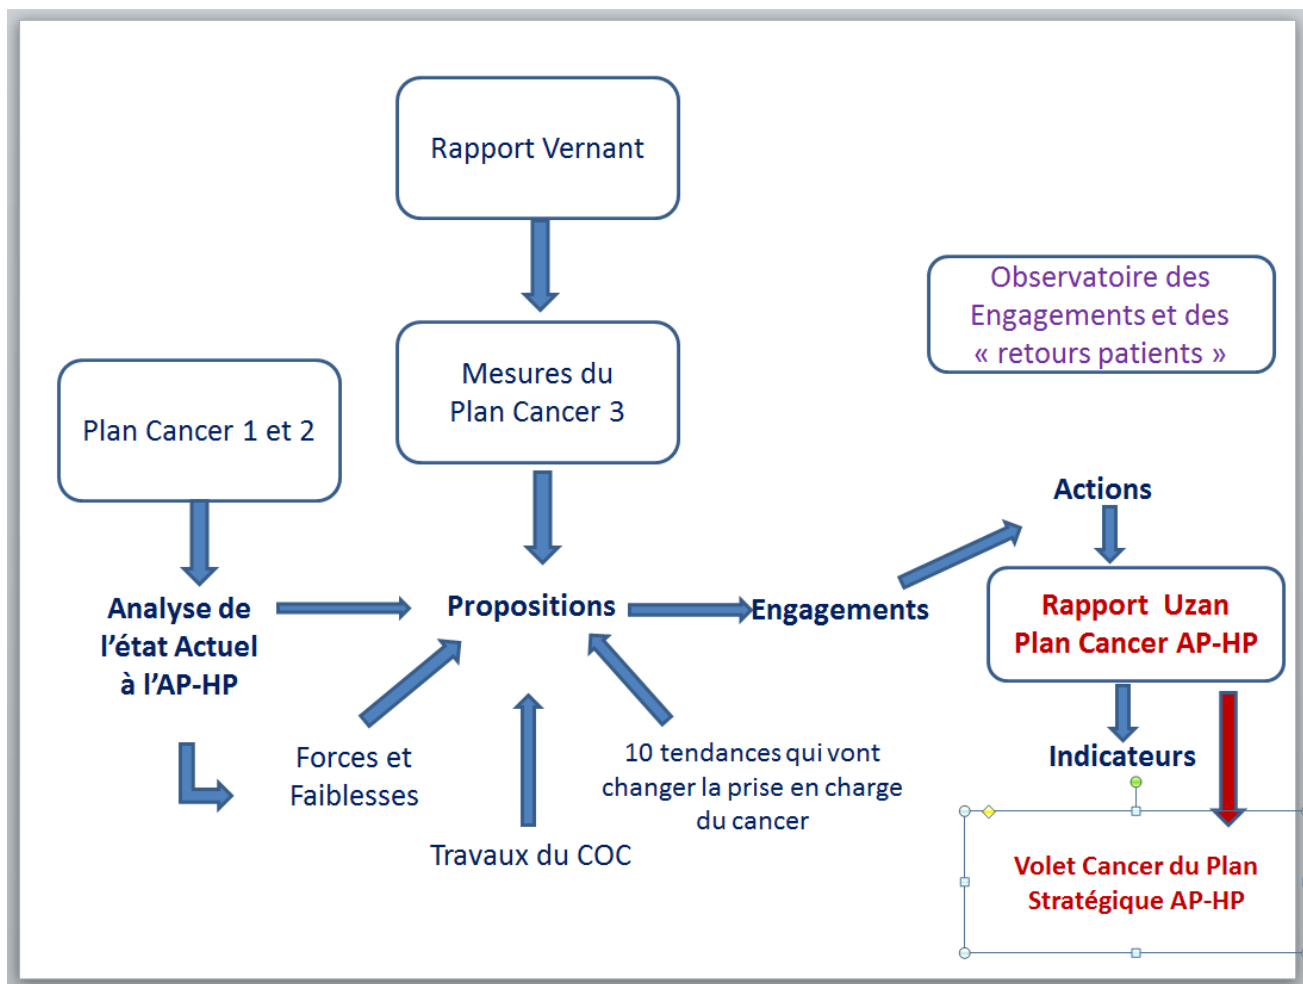 Rapport Vernant
Observatoire des
Engagements et des
« retours patients »
Mesures du
Plan Cancer 3
Plan Cancer 1 et 2
Actions
Analyse de
l’état Actuel
à l’AP-HP
Propositions
Engagements
Rapport Uzan
Plan Cancer AP-HP
Forces et
Faiblesses
Travaux du COC
10 tendances qui vont
changer la prise en charge
du cancer
Indicateurs
Volet Cancer du Plan
Stratégique AP-HP